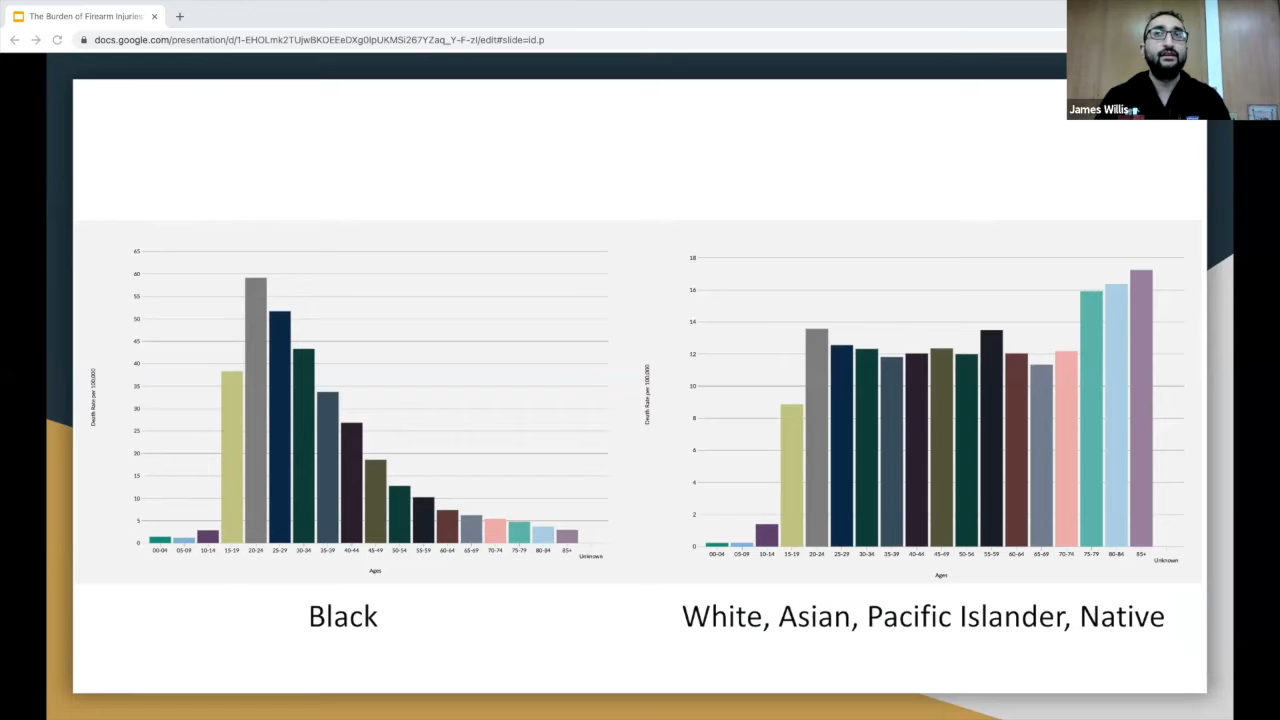 The Burden of Firearm Injuries
docs.google.com/presentation/d/1-EHOLmk2TUjwBKOEEeDXg0lpUKMSi267YZaq_Y-F-zI/edit#slide=id.p
James Willis
65
60
55
50
45
40
35
30
25
20
15
10
5
0
Death Rate per 100,000
00-04 05-09 10-14 15-19 20-24 25-29 30-34 35-39 40-44 45-49 50-54 55-59 60-64 65-69 70-74 75-79 80-84 85+ Unknown
Ages
Black
18
16
14
12
10
8
6
4
2
0
Death Rate per 100,000
00-04 05-09 10-14 15-19 20-24 25-29 30-34 35-39 40-44 45-49 50-54 55-59 60-64 65-69 70-74 75-79 80-84 85+ Unknown
Ages
White, Asian, Pacific Islander, Native